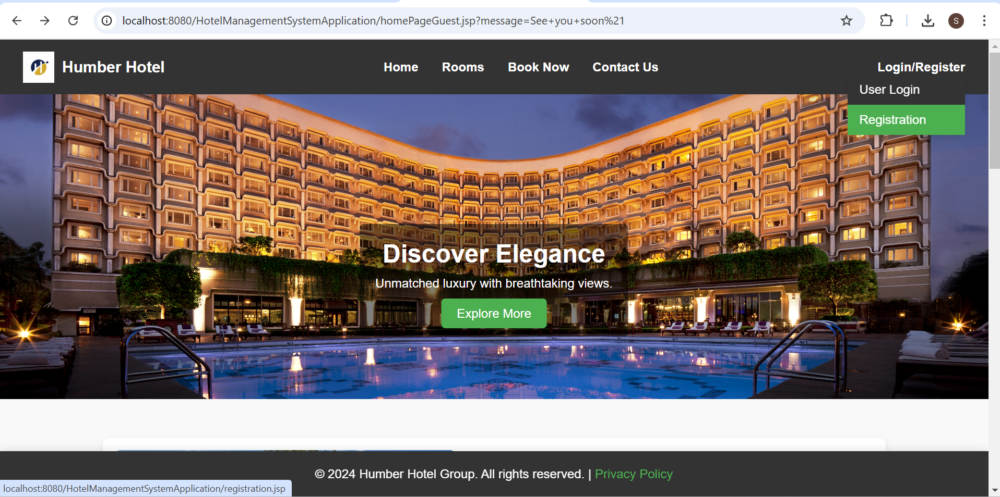 localhost:8080/HotelManagementSystemApplication/homePageGuest.jsp?message=See+you+soon%21
S
H
Humber Hotel
Home
Rooms
Book Now
Contact Us
Login/Register
User Login
Registration
Discover Elegance
Unmatched luxury with breathtaking views.
Explore More
4FT
4FT
© 2024 Humber Hotel Group. All rights reserved. | Privacy Policy
localhost:8080/HotelManagementSystemApplication/registration.jsp